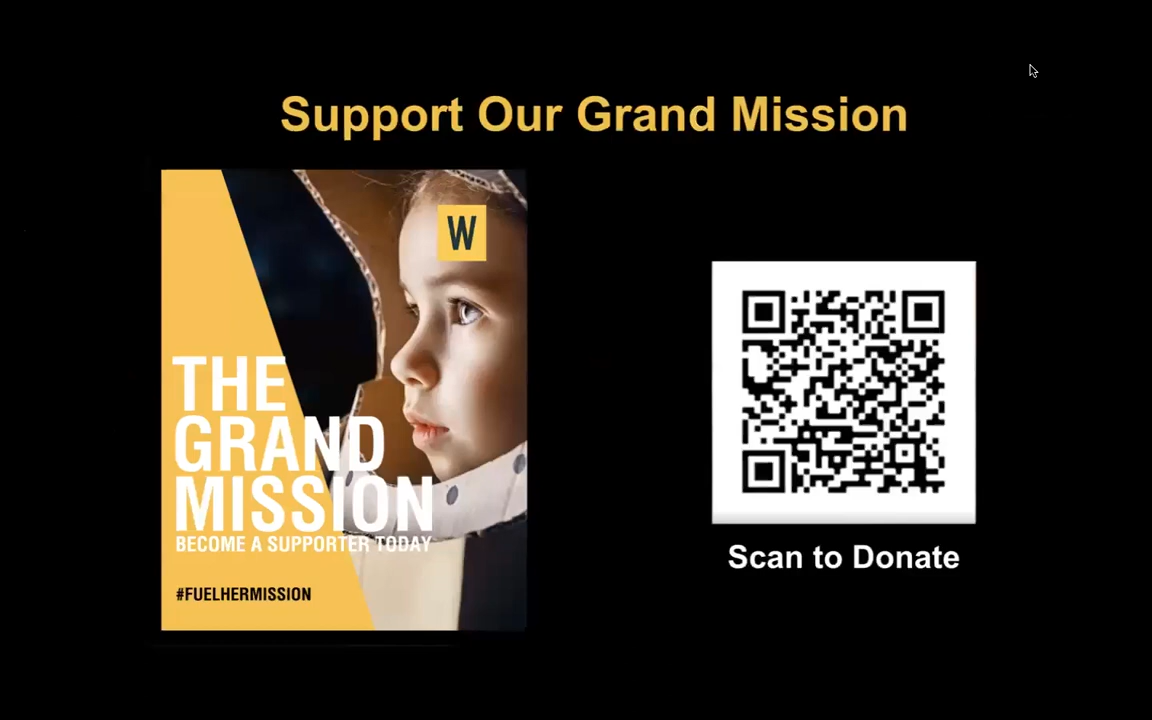 Support Our Grand Mission
W
THE
GRAND
MISSION
BECOME A SUPPORTER TODAY
#FUELHERMISSION
Scan to Donate